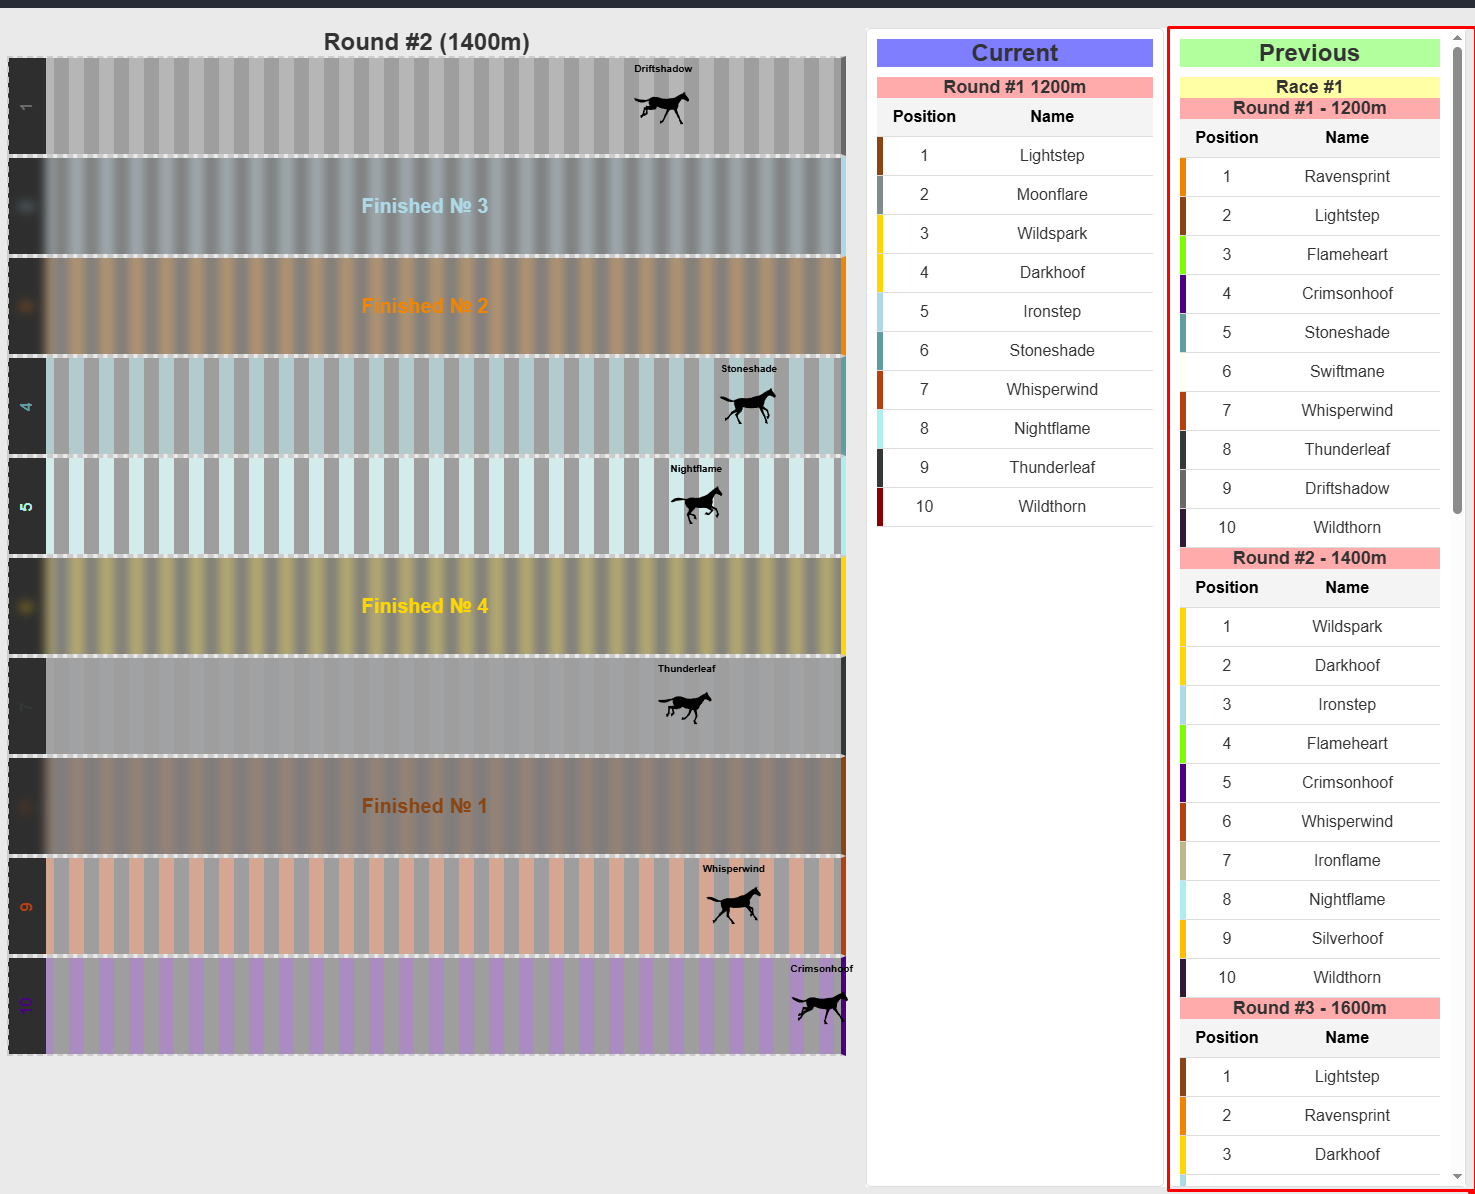 Round #2 (1400m)
1
Driftshadow
Finished № 3
Finished № 2
4
Stoneshade
5
Nightflame
Finished № 4
7
Thunderleaf
Finished № 1
9
Whisperwind
10
Crimsonhoof
Current
Round #1 1200m
Position Name
1 Lightstep
2 Moonflare
3 Wildspark
4 Darkhoof
5 Ironstep
6 Stoneshade
7 Whisperwind
8 Nightflame
9 Thunderleaf
10 Wildthorn
Previous
Race #1
Round #1 - 1200m
Position Name
1 Ravensprint
2 Lightstep
3 Flameheart
4 Crimsonhoof
5 Stoneshade
6 Swiftmane
7 Whisperwind
8 Thunderleaf
9 Driftshadow
10 Wildthorn
Round #2 - 1400m
Position Name
1 Wildspark
2 Darkhoof
3 Ironstep
4 Flameheart
5 Crimsonhoof
6 Whisperwind
7 Ironflame
8 Nightflame
9 Silverhoof
10 Wildthorn
Round #3 - 1600m
Position Name
1 Lightstep
2 Ravensprint
3 Darkhoof